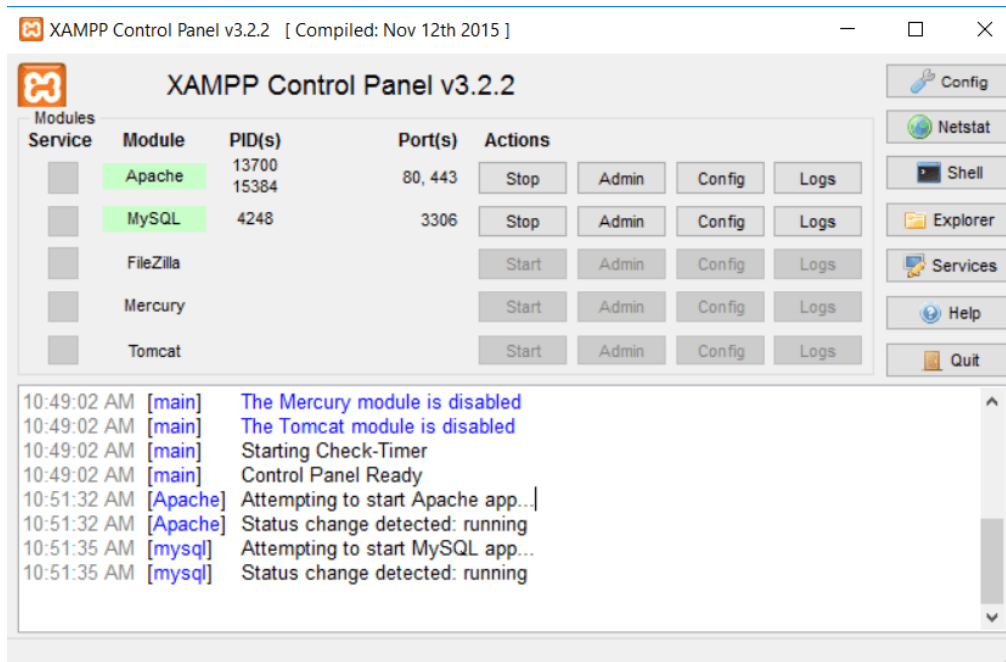 XAMPP Control Panel v3.2.2 [ Compiled: Nov 12th 2015 ]
XAMPP Control Panel v3.2.2
Config
Modules
Netstat
Service Module PID(s) Port(s) Actions
Apache 13700 15384 80, 443 Stop Admin Config Logs
Shell
MySQL 4248 3306 Stop Admin Config Logs
Explorer
FileZilla Start Admin Config Logs
Services
Mercury Start Admin Config Logs
Help
Tomcat Start Admin Config Logs
Quit
10:49:02 AM [main] The Mercury module is disabled
10:49:02 AM [main] The Tomcat module is disabled
10:49:02 AM [main] Starting Check-Timer
10:49:02 AM [main] Control Panel Ready
10:51:32 AM [Apache] Attempting to start Apache app...
10:51:32 AM [Apache] Status change detected: running
10:51:35 AM [mysql] Attempting to start MySQL app...
10:51:35 AM [mysql] Status change detected: running